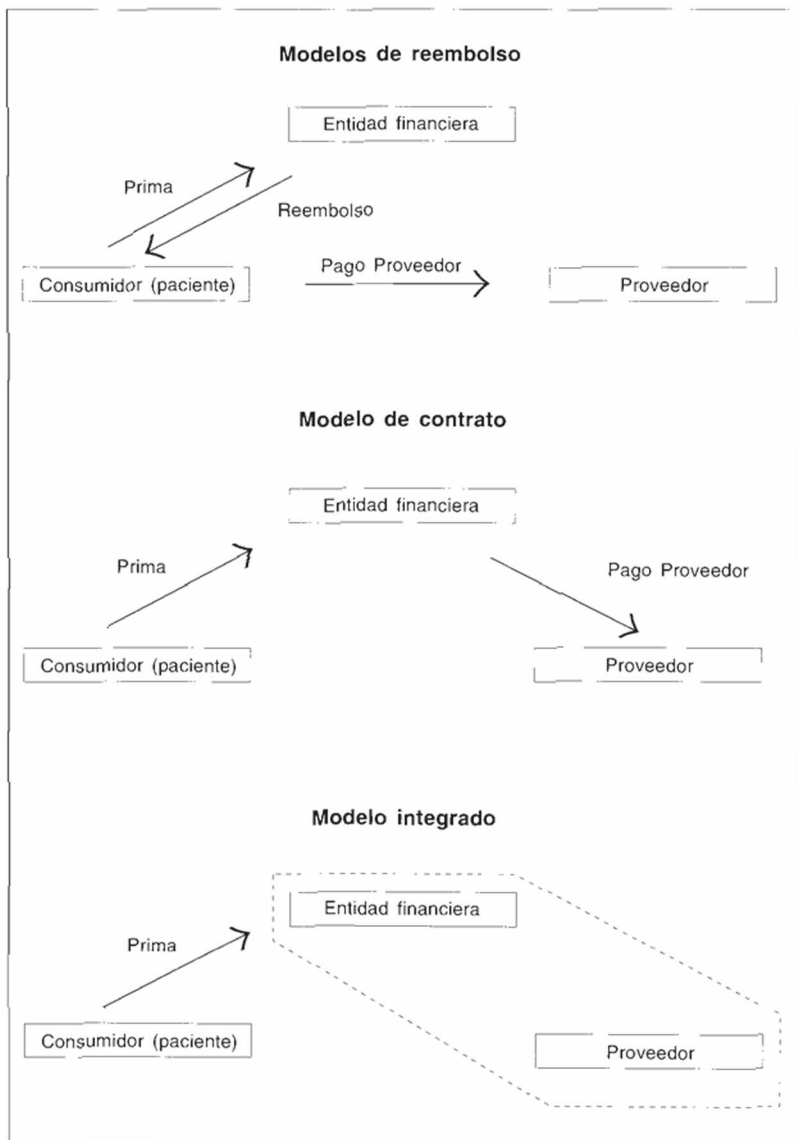 Modelos de reembolso
Entidad financiera
Prima
Reembolso
Pago Proveedor
Consumidor (paciente)
Proveedor
Modelo de contrato
Entidad financiera
Prima
Pago Proveedor
Consumidor (paciente)
Proveedor
Modelo integrado
Entidad financiera
Prima
Consumidor (paciente)
Proveedor